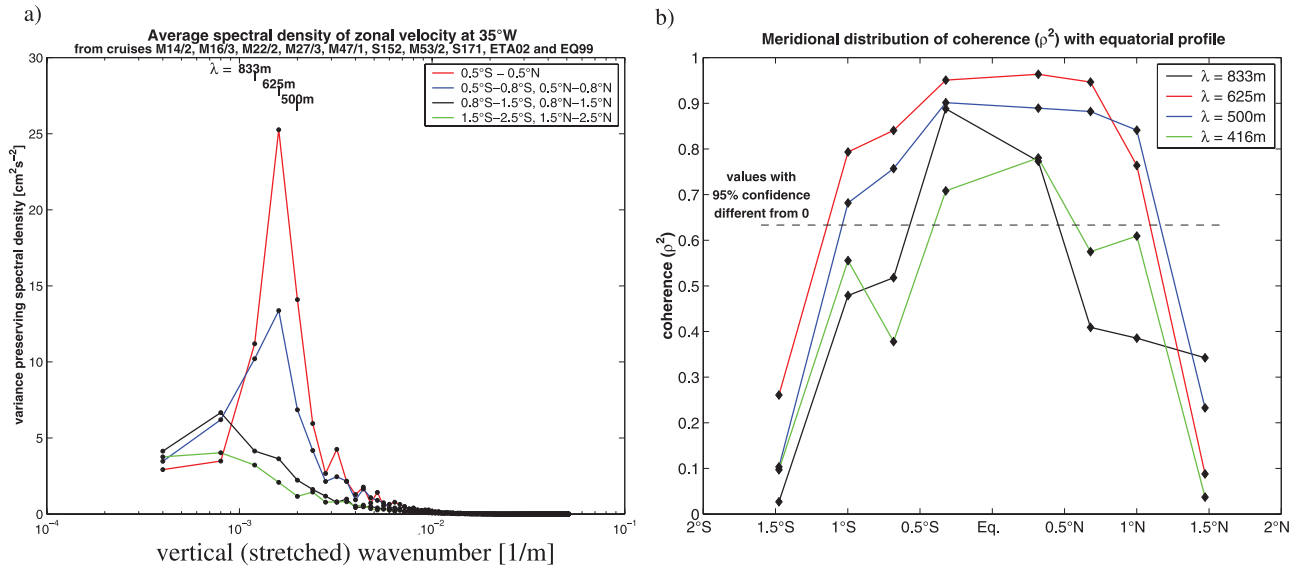 a)
Average spectral density of zonal velocity at 35°W
from cruises M14/2, M16/3, M22/2, M27/3, M47/1, S152, M53/2, S171, ETA02 and EQ99
λ = 833m
625m
500m
0.5°S – 0.5°N
0.5°S–0.8°S, 0.5°N–0.8°N
0.8°S–1.5°S, 0.8°N–1.5°N
1.5°S–2.5°S, 1.5°N–2.5°N
variance preserving spectral density [cm²s⁻²]
30
25
20
15
10
5
0
10⁻⁴ 10⁻³ 10⁻² 10⁻¹
vertical (stretched) wavenumber [1/m]
b)
Meridional distribution of coherence (ρ²) with equatorial profile
λ = 833m
λ = 625m
λ = 500m
λ = 416m
values with
95% confidence
different from 0
coherence (ρ²)
1
0.9
0.8
0.7
0.6
0.5
0.4
0.3
0.2
0.1
0
2°S 1.5°S 1°S 0.5°S Eq. 0.5°N 1°N 1.5°N 2°N